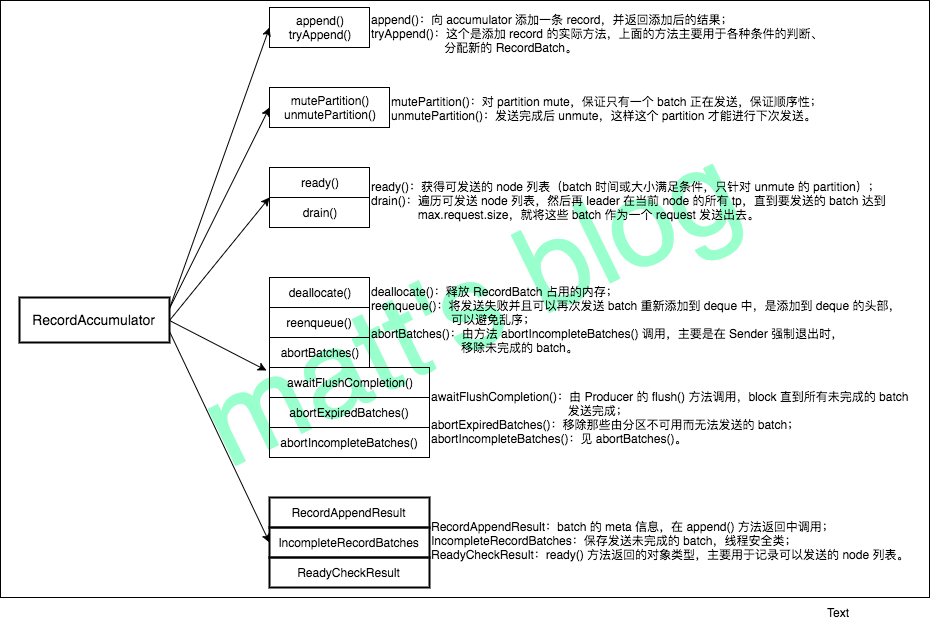 append()
tryAppend()
append()：向 accumulator 添加一条 record，并返回添加后的结果；
tryAppend()：这个是添加 record 的实际方法，上面的方法主要用于各种条件的判断、
分配新的 RecordBatch。
mutePartition()
unmutePartition()
mutePartition()：对 partition mute，保证只有一个 batch 正在发送，保证顺序性；
unmutePartition()：发送完成后 unmute，这样这个 partition 才能进行下次发送。
ready()
drain()
ready()：获得可发送的 node 列表（batch 时间或大小满足条件，只针对 unmute 的 partition）；
drain()：遍历可发送 node 列表，然后再 leader 在当前 node 的所有 tp，直到要发送的 batch 达到
max.request.size，就将这些 batch 作为一个 request 发送出去。
RecordAccumulator
deallocate()
reenqueue()
abortBatches()
deallocate()：释放 RecordBatch 占用的内存；
reenqueue()：将发送失败并且可以再次发送 batch 重新添加到 deque 中，是添加到 deque 的头部，
可以避免乱序；
abortBatches()：由方法 abortIncompleteBatches() 调用，主要是在 Sender 强制退出时，
移除未完成的 batch。
awaitFlushCompletion()
abortExpiredBatches()
abortIncompleteBatches()
awaitFlushCompletion()：由 Producer 的 flush() 方法调用，block 直到所有未完成的 batch
发送完成；
abortExpiredBatches()：移除那些由分区不可用而无法发送的 batch；
abortIncompleteBatches()：见 abortBatches()。
RecordAppendResult
IncompleteRecordBatches
ReadyCheckResult
RecordAppendResult：batch 的 meta 信息，在 append() 方法返回中调用；
IncompleteRecordBatches：保存发送未完成的 batch，线程安全类；
ReadyCheckResult：ready() 方法返回的对象类型，主要用于记录可以发送的 node 列表。
matt's blog
Text